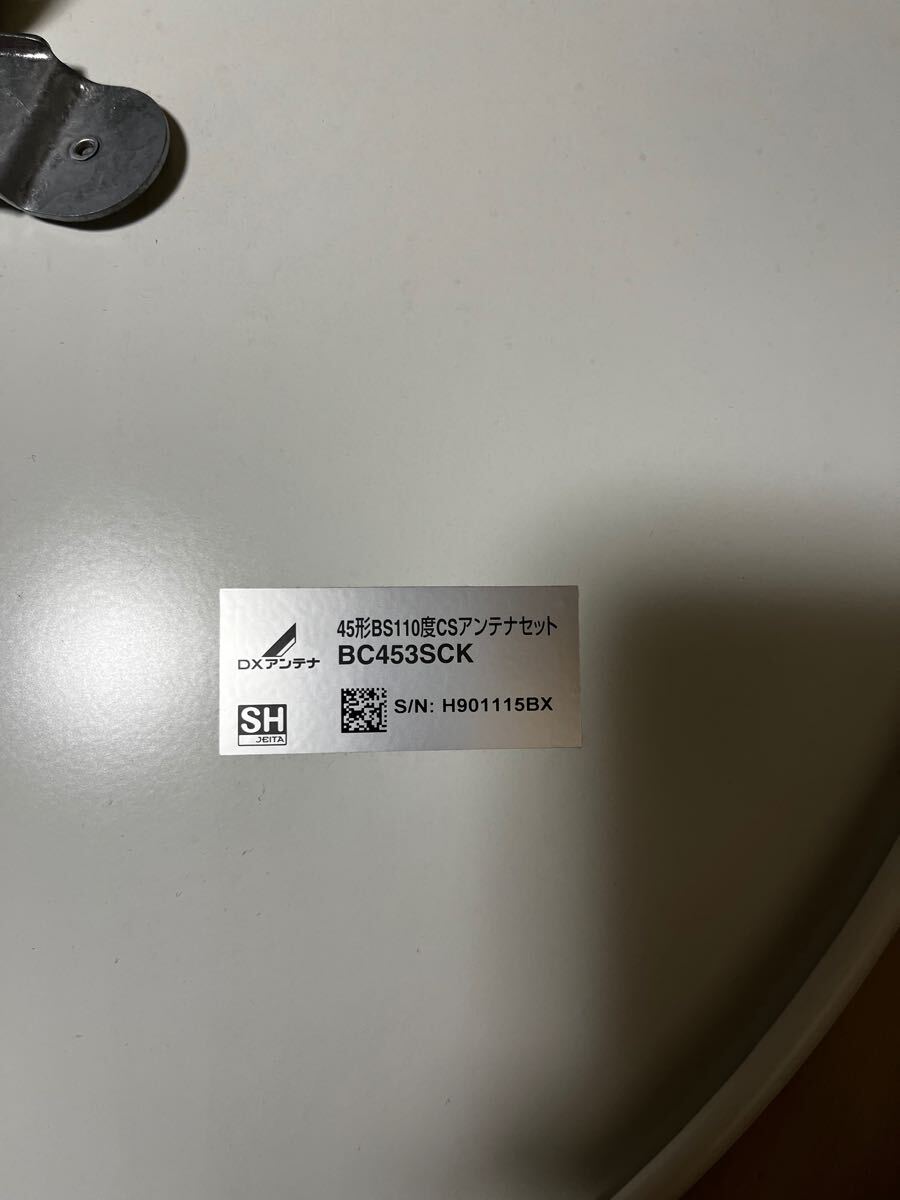 DXアンテナ
45形BS110度CSアンテナセット
BC453SCK
S/N: H901115BX
SH
JEITA